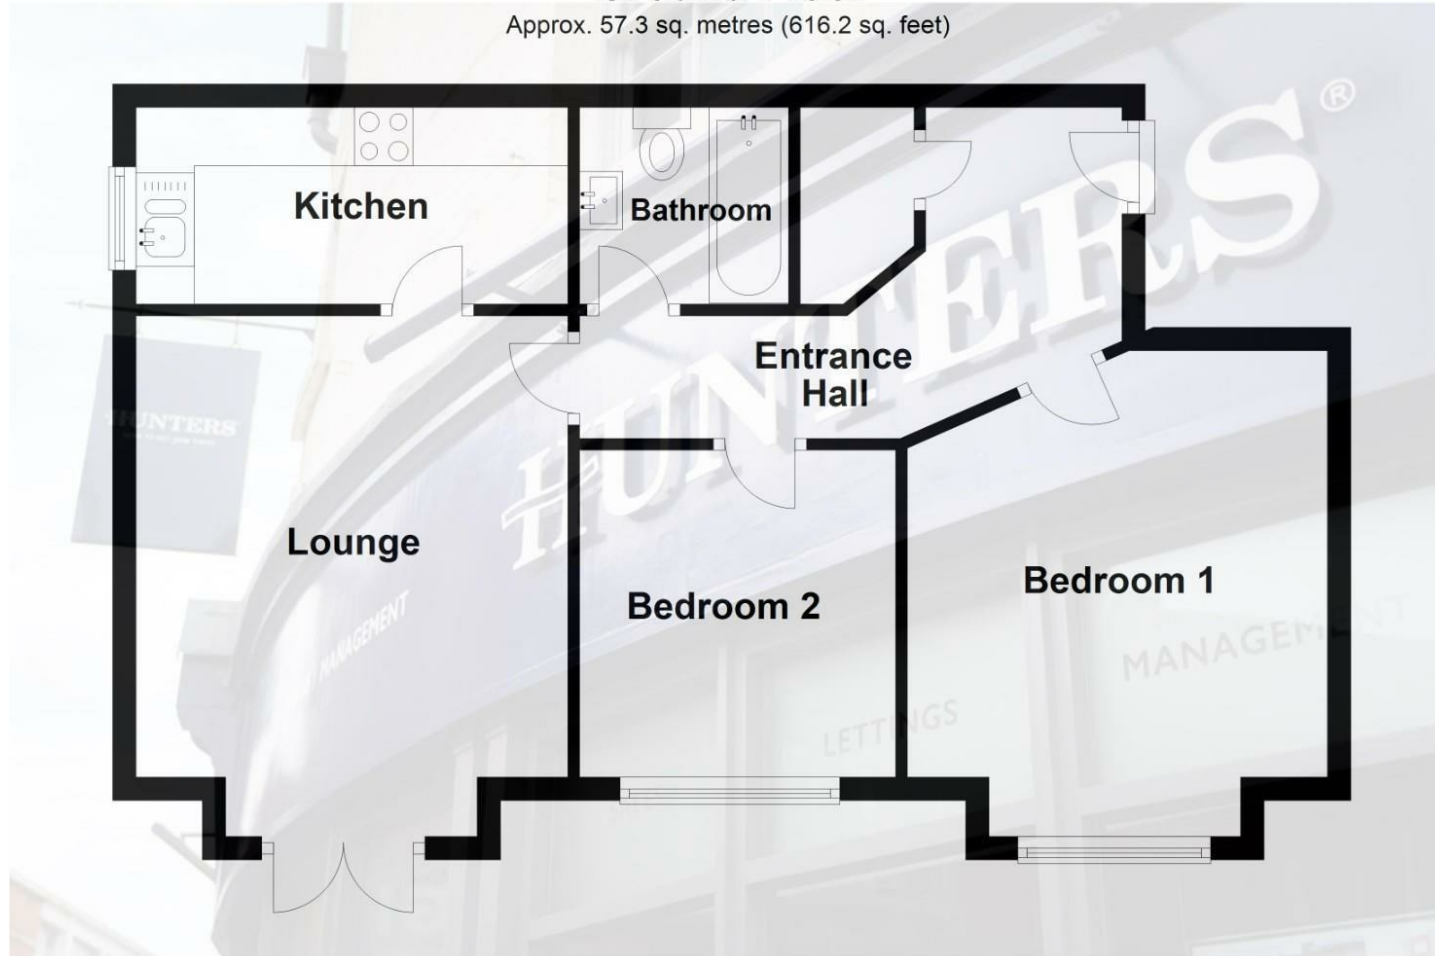 Approx. 57.3 sq. metres (616.2 sq. feet)
Kitchen
Bathroom
Entrance
Hall
Lounge
Bedroom 2
Bedroom 1
HUNTERS®
HUNTERS
MANAGEMENT
LETTINGS
MANAGEMENT